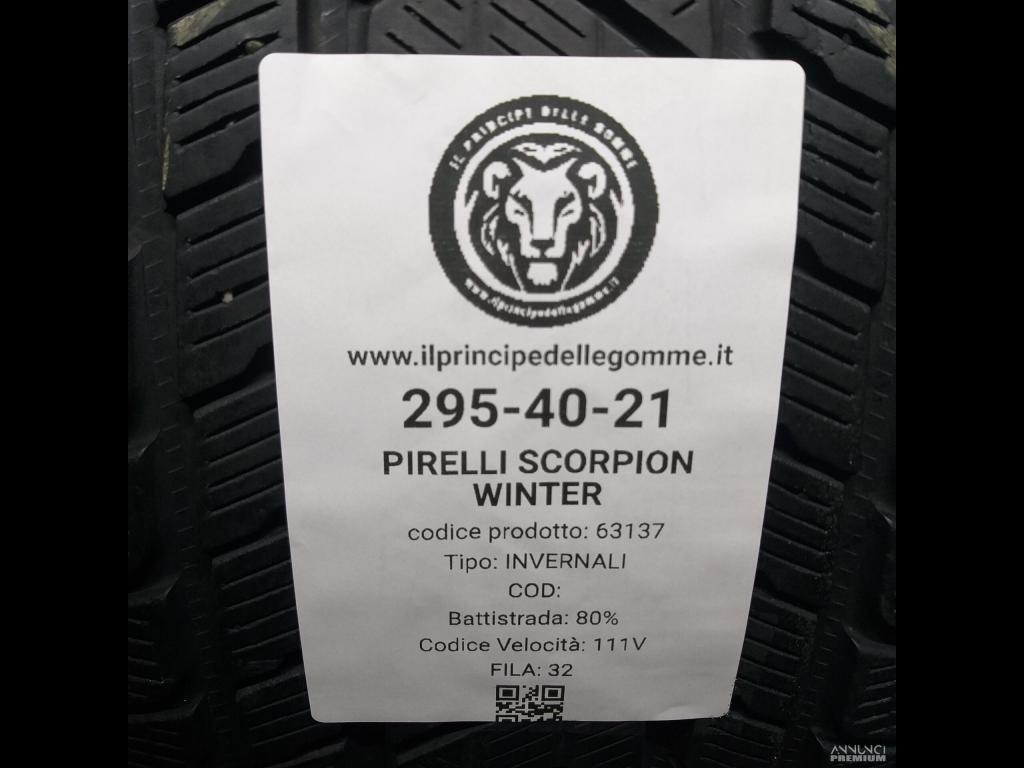 IL PRINCIPE DELLE GOMME
www.ilprincipedellegomme.it
www.ilprincipedellegomme.it
295-40-21
PIRELLI SCORPION
WINTER
codice prodotto: 63137
Tipo: INVERNALI
COD:
Battistrada: 80%
Codice Velocità: 111V
FILA: 32
ANNUNCI
PREMIUM